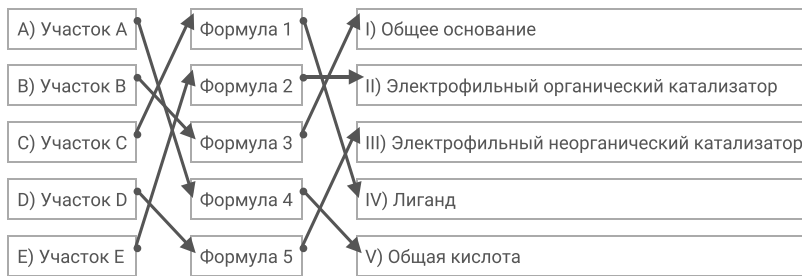 A) Участок A Формула 1 I) Общее основание
B) Участок B Формула 2 II) Электрофильный органический катализатор
C) Участок C Формула 3 III) Электрофильный неорганический катализатор
D) Участок D Формула 4 IV) Лиганд
E) Участок E Формула 5 V) Общая кислота